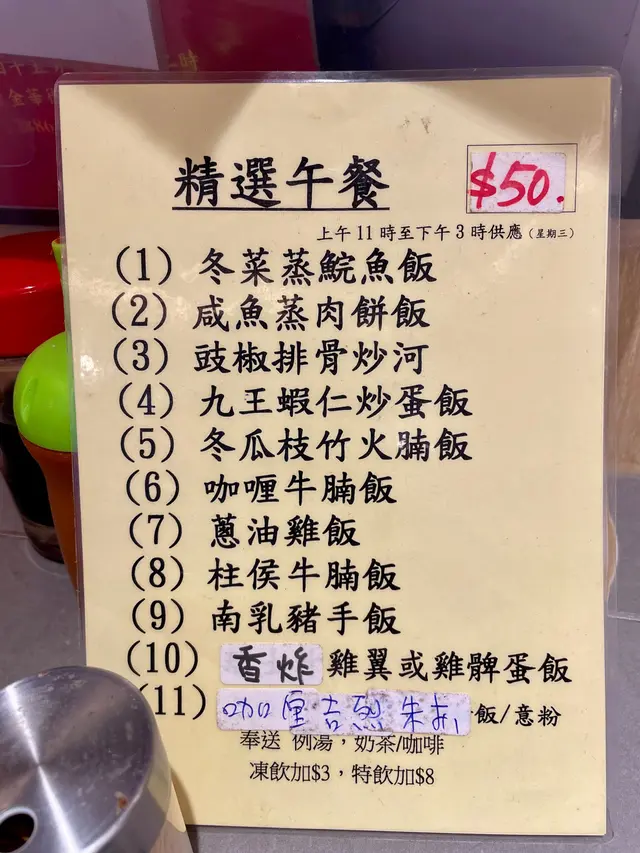 精選午餐
$50.
上午11時至下午3時供應(星期三)
(1) 冬菜蒸鯇魚飯
(2) 咸魚蒸肉餅飯
(3) 豉椒排骨炒河
(4) 九王蝦仁炒蛋飯
(5) 冬瓜枝竹火腩飯
(6) 咖喱牛腩飯
(7) 蔥油雞飯
(8) 柱侯牛腩飯
(9) 南乳豬手飯
(10) 香炸雞翼或雞髀蛋飯
(11) 咖厘吉烈朱扒飯/意粉
奉送 例湯，奶茶/咖啡
凍飲加$3，特飲加$8